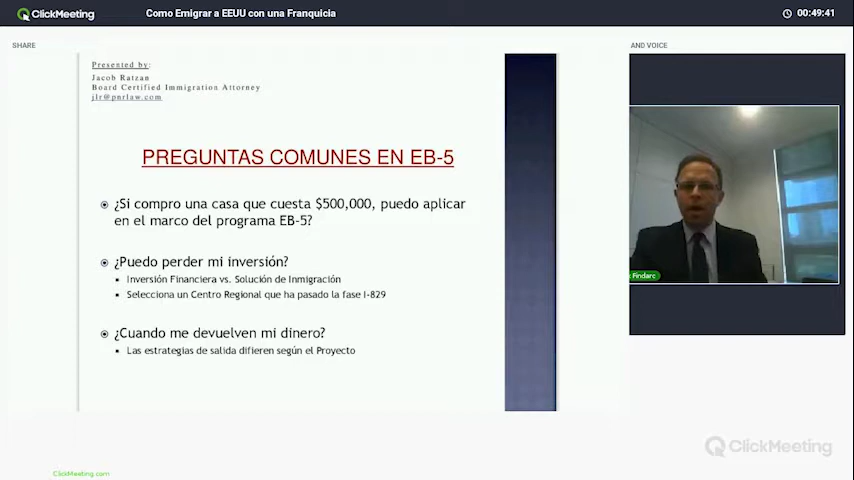 ClickMeeting
Como Emigrar a EEUU con una Franquicia
00:49:41
SHARE
AND VOICE
Presented by:
Jacob Ratzan
Board Certified Immigration Attorney
jlr@pnrlaw.com
PREGUNTAS COMUNES EN EB-5
¿Si compro una casa que cuesta $500,000, puedo aplicar
en el marco del programa EB-5?
¿Puedo perder mi inversión?
Inversión Financiera vs. Solución de Inmigración
Selecciona un Centro Regional que ha pasado la fase I-829
¿Cuando me devuelven mi dinero?
Las estrategias de salida difieren según el Proyecto
Findarc
ClickMeeting
ClickMeeting.com